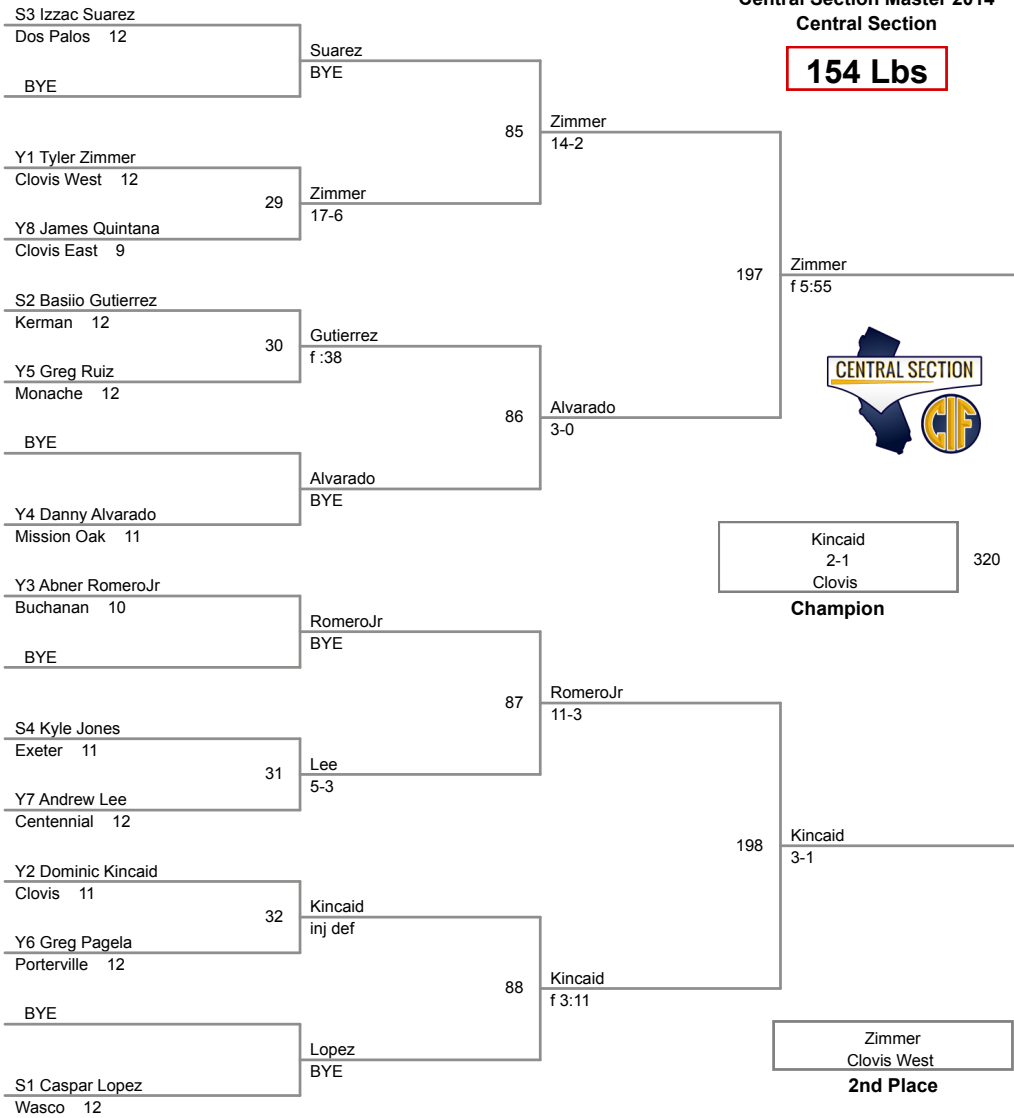 Central Section Master 2014
Central Section
154 Lbs
S3 Izzac Suarez
Dos Palos 12
BYE
Suarez
BYE
Y1 Tyler Zimmer
Clovis West 12
29
Y8 James Quintana
Clovis East 9
Zimmer
17-6
85
Zimmer
14-2
S2 Basiio Gutierrez
Kerman 12
30
Y5 Greg Ruiz
Monache 12
Gutierrez
f :38
BYE
Y4 Danny Alvarado
Mission Oak 11
Alvarado
BYE
86
Alvarado
3-0
197
Zimmer
f 5:55
CENTRAL SECTION
CIF
Kincaid
2-1
Clovis
320
Champion
Y3 Abner RomeroJr
Buchanan 10
BYE
RomeroJr
BYE
S4 Kyle Jones
Exeter 11
31
Y7 Andrew Lee
Centennial 12
Lee
5-3
87
RomeroJr
11-3
Y2 Dominic Kincaid
Clovis 11
32
Y6 Greg Pagela
Porterville 12
Kincaid
inj def
BYE
S1 Caspar Lopez
Wasco 12
Lopez
BYE
88
Kincaid
f 3:11
198
Kincaid
3-1
Zimmer
Clovis West
2nd Place